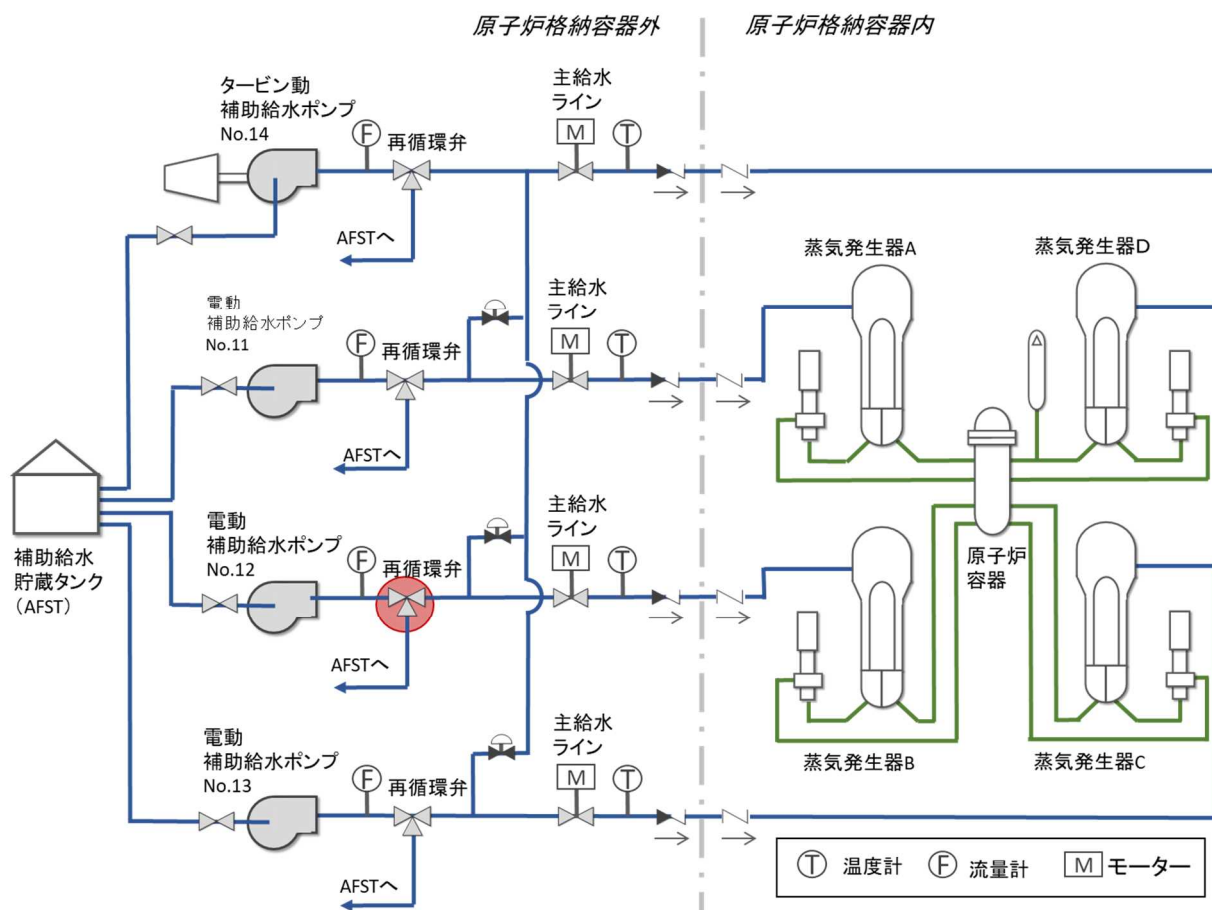 原子炉格納容器外
原子炉格納容器内
タービン動
補助給水ポンプ
No.14
F
再循環弁
主給水
ライン
M
T
AFSTへ
電動
補助給水ポンプ
No.11
F
再循環弁
主給水
ライン
M
T
AFSTへ
蒸気発生器A
蒸気発生器D
電動
補助給水ポンプ
No.12
F
再循環弁
主給水
ライン
M
T
AFSTへ
補助給水
貯蔵タンク
（AFST）
原子炉
容器
電動
補助給水ポンプ
No.13
F
再循環弁
主給水
ライン
M
T
AFSTへ
蒸気発生器B
蒸気発生器C
T 温度計 F 流量計 M モーター